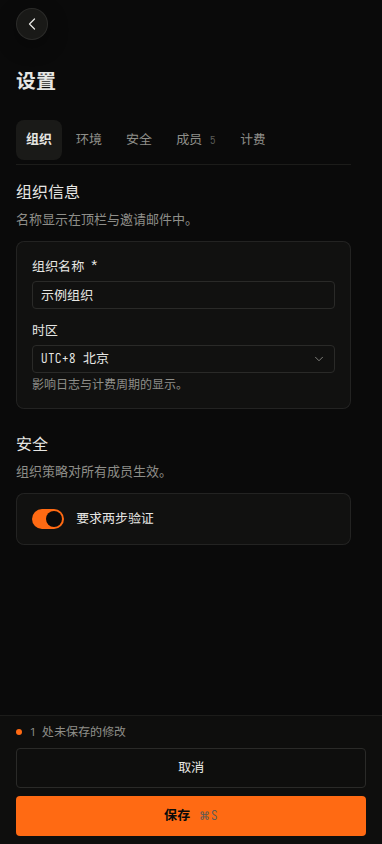 设置
组织 环境 安全 成员 5 计费
组织信息
名称显示在顶栏与邀请邮件中。
组织名称 *
示例组织
时区
UTC+8 北京
影响日志与计费周期的显示。
安全
组织策略对所有成员生效。
要求两步验证
1 处未保存的修改
取消
保存 ⌘S